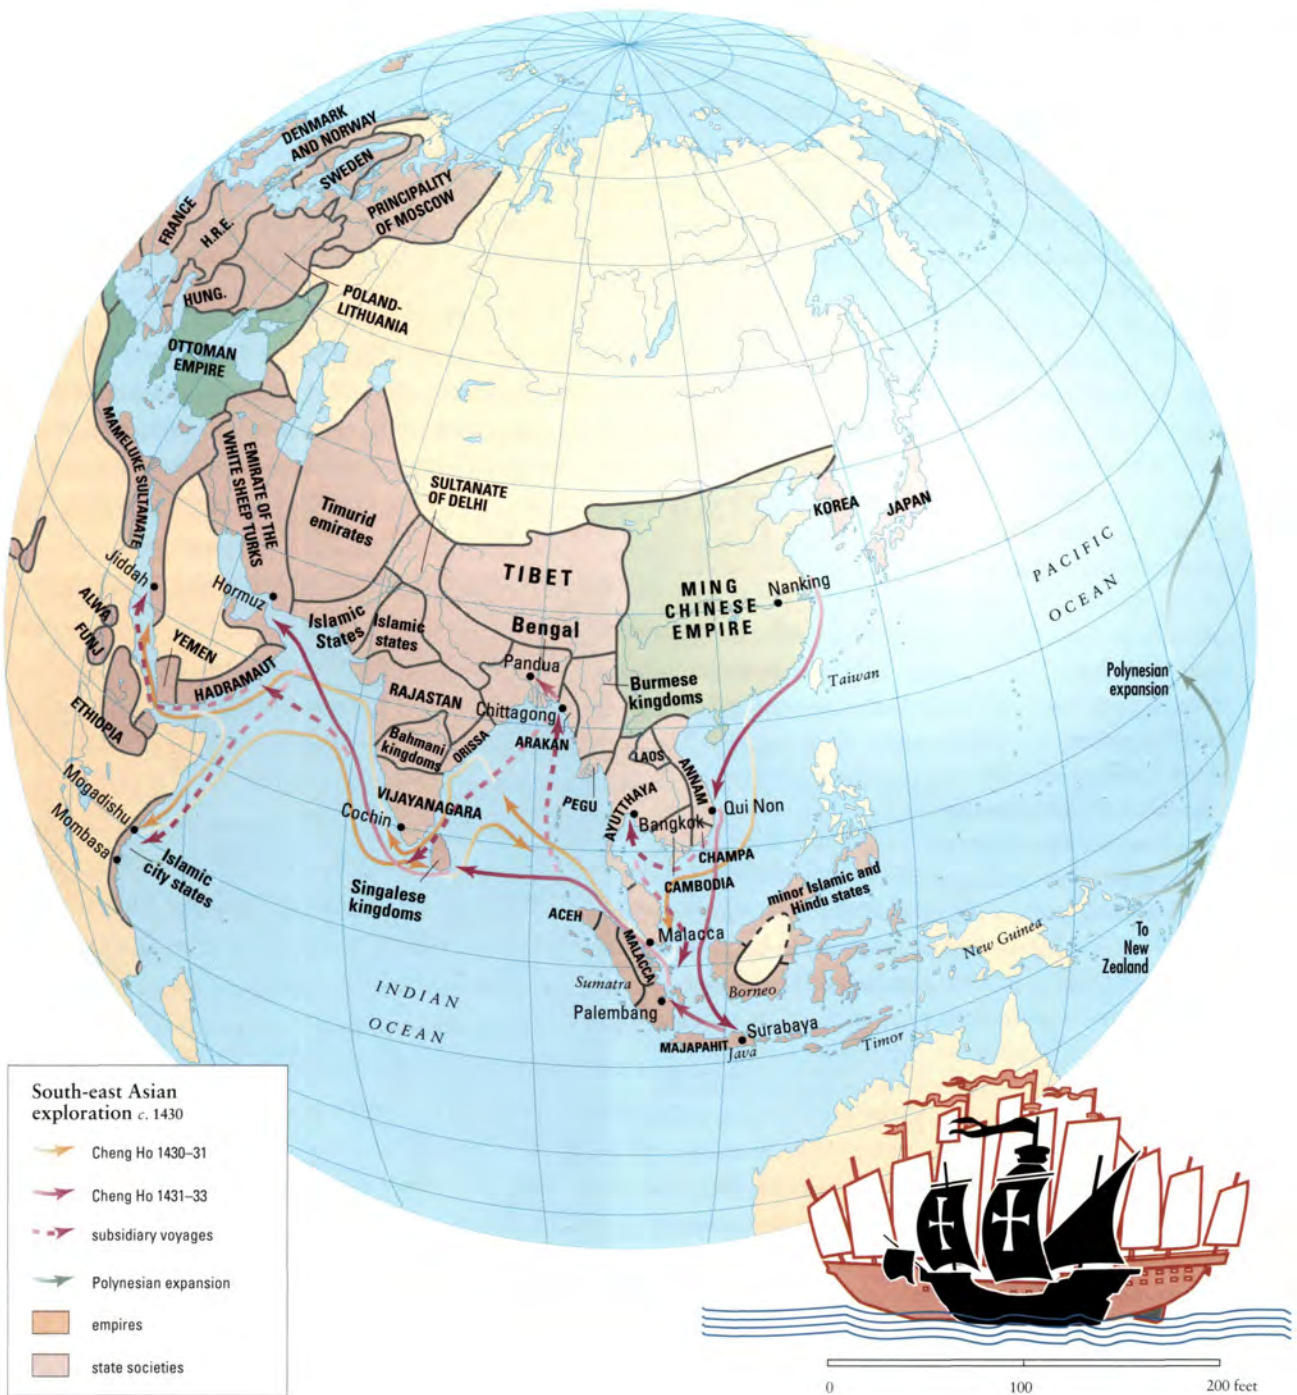 DENMARK
AND NORWAY
SWEDEN
PRINCIPALITY
OF MOSCOW
FRANCE
H.R.E.
HUNG.
POLAND-
LITHUANIA
OTTOMAN
EMPIRE
MAMELUKE SULTANATE
EMIRATE OF THE
WHITE SHEEP TURKS
Timurid
emirates
SULTANATE
OF DELHI
KOREA
JAPAN
TIBET
MING
CHINESE
EMPIRE
Nanking
PACIFIC
OCEAN
Jiddah
Hormuz
ALWA
FUNJ
YEMEN
HADRAMAUT
ETHIOPIA
Islamic
States
Islamic
states
Bengal
Pandua
Burmese
kingdoms
Taiwan
Polynesian
expansion
RAJASTAN
Chittagong
Bahmani
kingdoms
ORISSA
ARAKAN
LAOS
ANNAM
Mogadishu
Mombasa
Islamic
city states
VIJAYANAGARA
Cochin
PEGU
AYUTTHAYA
Bangkok
Qui Non
CHAMPA
CAMBODIA
Singalese
kingdoms
minor Islamic and
Hindu states
ACEH
MALACCA
Malacca
Sumatra
Palembang
Borneo
New Guinea
To
New
Zealand
INDIAN
OCEAN
MAJAPAHIT
Java
Surabaya
Timor
South-east Asian
exploration c. 1430
Cheng Ho 1430–31
Cheng Ho 1431–33
subsidiary voyages
Polynesian expansion
empires
state societies
0 100 200 feet